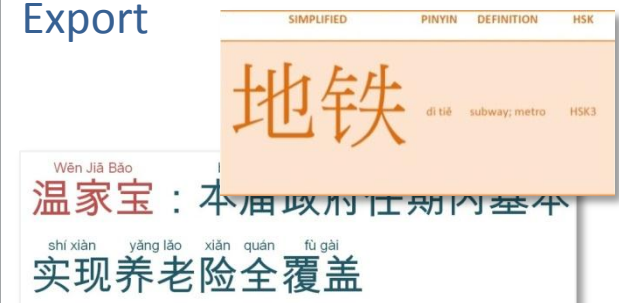 Export
SIMPLIFIED PINYIN DEFINITION HSK
地铁 dì tiě subway; metro HSK3
Wēn Jiā Bǎo
温家宝：本届政府任期内基本
shí xiàn yǎng lǎo xiǎn quán fù gài
实现养老险全覆盖